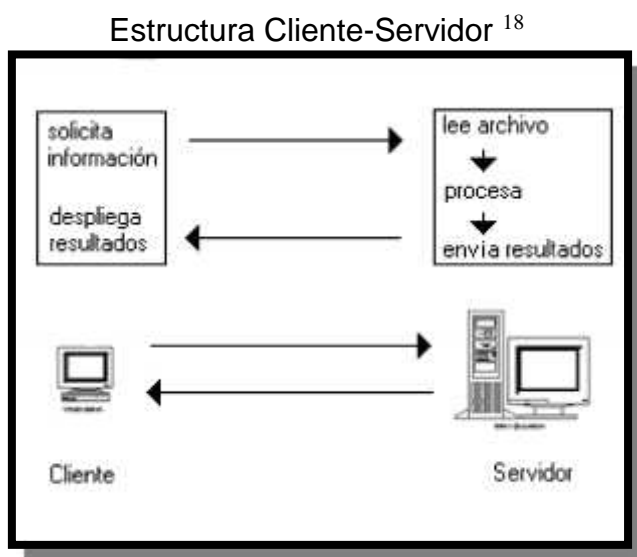 Estructura Cliente-Servidor 18
solicita
información
despliega
resultados
lee archivo
procesa
envia resultados
Cliente
Servidor